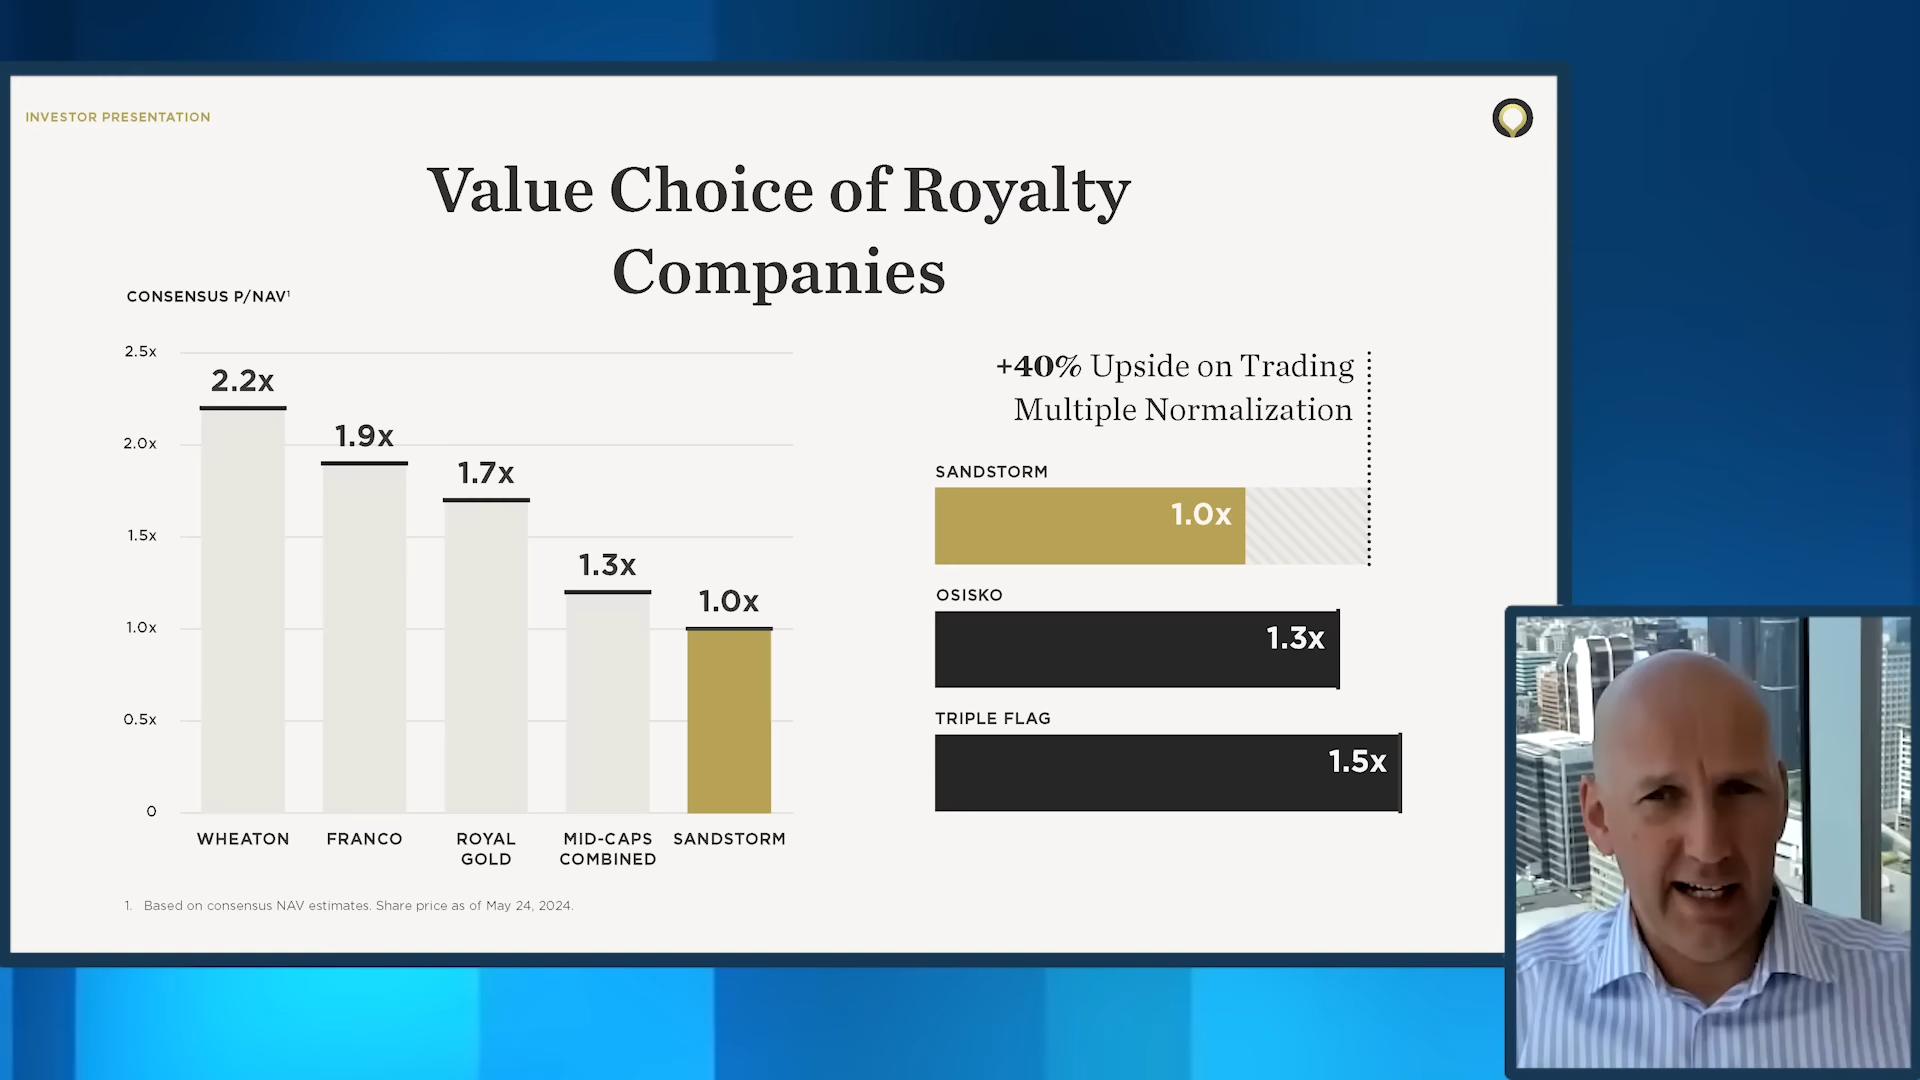 INVESTOR PRESENTATION
Value Choice of Royalty
Companies
CONSENSUS P/NAV¹
2.5x
2.0x
1.5x
1.0x
0.5x
0
2.2x
1.9x
1.7x
1.3x
1.0x
WHEATON
FRANCO
ROYAL
GOLD
MID-CAPS
COMBINED
SANDSTORM
+40% Upside on Trading
Multiple Normalization
SANDSTORM
1.0x
OSISKO
1.3x
TRIPLE FLAG
1.5x
1. Based on consensus NAV estimates. Share price as of May 24, 2024.